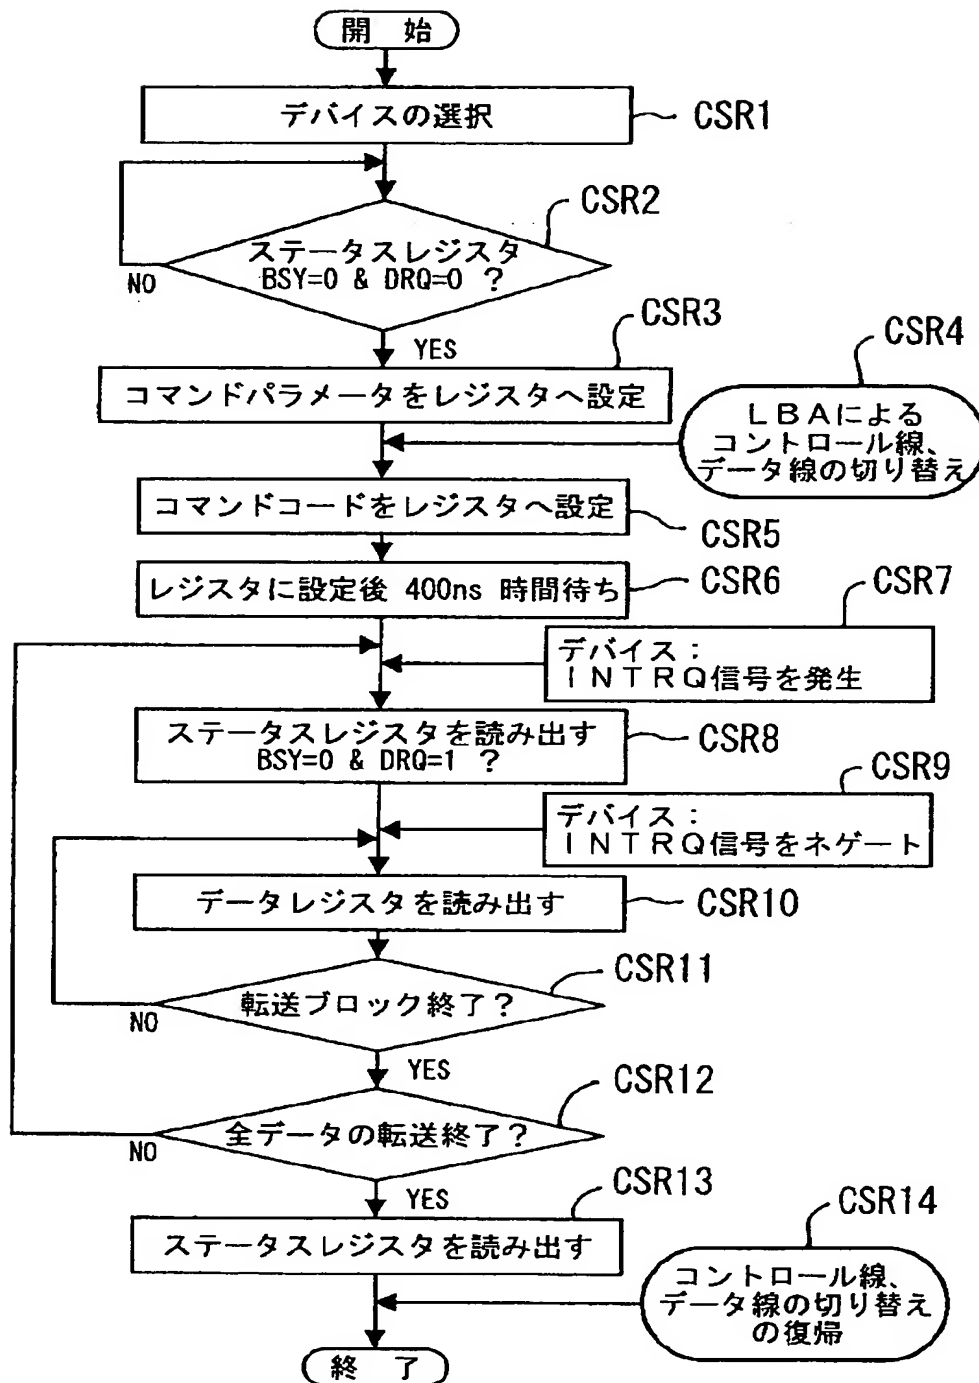 開 始
デバイスの選択
CSR1
CSR2
ステータスレジスタ
BSY=0 & DRQ=0 ?
NO
YES
CSR3
コマンドパラメータをレジスタへ設定
CSR4
LBAによる
コントロール線、
データ線の切り替え
コマンドコードをレジスタへ設定
CSR5
レジスタに設定後 400ns 時間待ち
CSR6
CSR7
デバイス：
INTRQ信号を発生
ステータスレジスタを読み出す
BSY=0 & DRQ=1 ?
CSR8
CSR9
デバイス：
INTRQ信号をネゲート
データレジスタを読み出す
CSR10
CSR11
転送ブロック終了？
NO
YES
CSR12
全データの転送終了？
NO
YES
CSR13
ステータスレジスタを読み出す
CSR14
コントロール線、
データ線の切り替え
の復帰
終 了